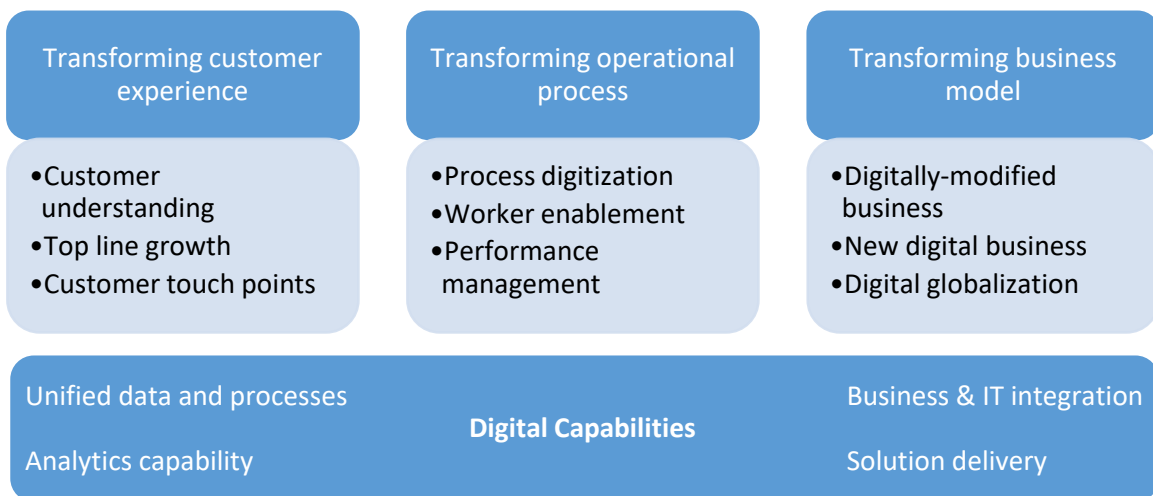 Transforming customer
experience
•Customer
understanding
•Top line growth
•Customer touch points
Transforming operational
process
•Process digitization
•Worker enablement
•Performance
management
Transforming business
model
•Digitally-modified
business
•New digital business
•Digital globalization
Unified data and processes
Analytics capability
Digital Capabilities
Business & IT integration
Solution delivery